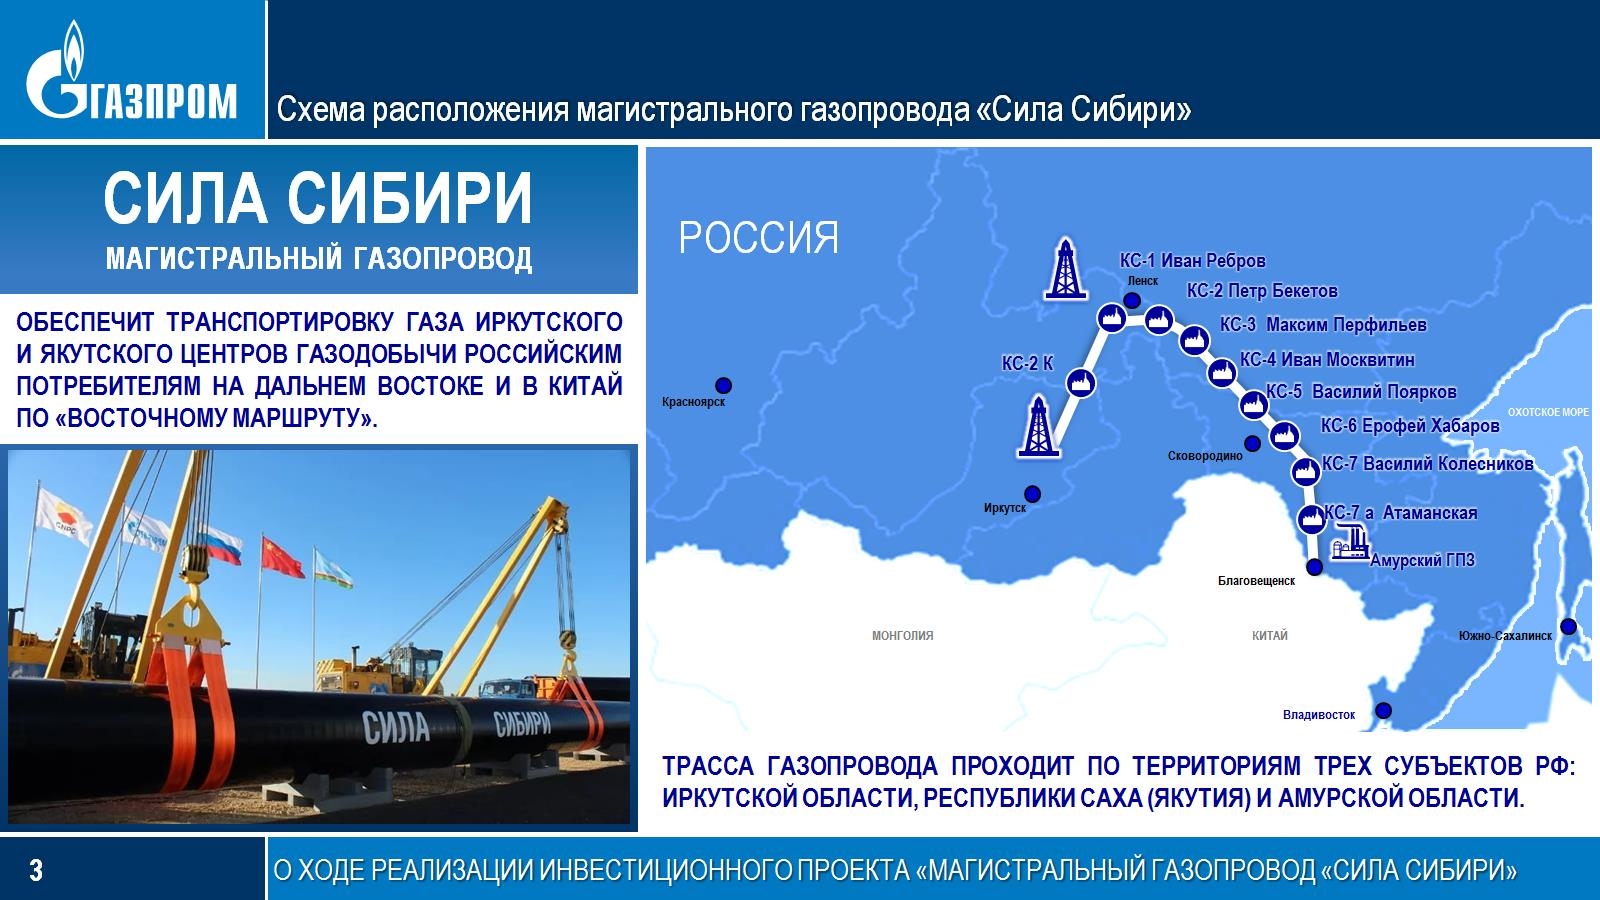 ГАЗПРОМ
Схема расположения магистрального газопровода «Сила Сибири»
СИЛА СИБИРИ
МАГИСТРАЛЬНЫЙ ГАЗОПРОВОД
ОБЕСПЕЧИТ ТРАНСПОРТИРОВКУ ГАЗА ИРКУТСКОГО
И ЯКУТСКОГО ЦЕНТРОВ ГАЗОДОБЫЧИ РОССИЙСКИМ
ПОТРЕБИТЕЛЯМ НА ДАЛЬНЕМ ВОСТОКЕ И В КИТАЙ
ПО «ВОСТОЧНОМУ МАРШРУТУ».
CNPC
СИЛА СИБИРИ
РОССИЯ
КС-1 Иван Ребров
Ленск
КС-2 Петр Бекетов
КС-3 Максим Перфильев
КС-4 Иван Москвитин
КС-2 К
КС-5 Василий Поярков
Красноярск
ОХОТСКОЕ МОРЕ
КС-6 Ерофей Хабаров
Сковородино
КС-7 Василий Колесников
Иркутск
КС-7 а Атаманская
Амурский ГПЗ
Благовещенск
МОНГОЛИЯ
КИТАЙ
Южно-Сахалинск
Владивосток
ТРАССА ГАЗОПРОВОДА ПРОХОДИТ ПО ТЕРРИТОРИЯМ ТРЕХ СУБЪЕКТОВ РФ:
ИРКУТСКОЙ ОБЛАСТИ, РЕСПУБЛИКИ САХА (ЯКУТИЯ) И АМУРСКОЙ ОБЛАСТИ.
3
О ХОДЕ РЕАЛИЗАЦИИ ИНВЕСТИЦИОННОГО ПРОЕКТА «МАГИСТРАЛЬНЫЙ ГАЗОПРОВОД «СИЛА СИБИРИ»